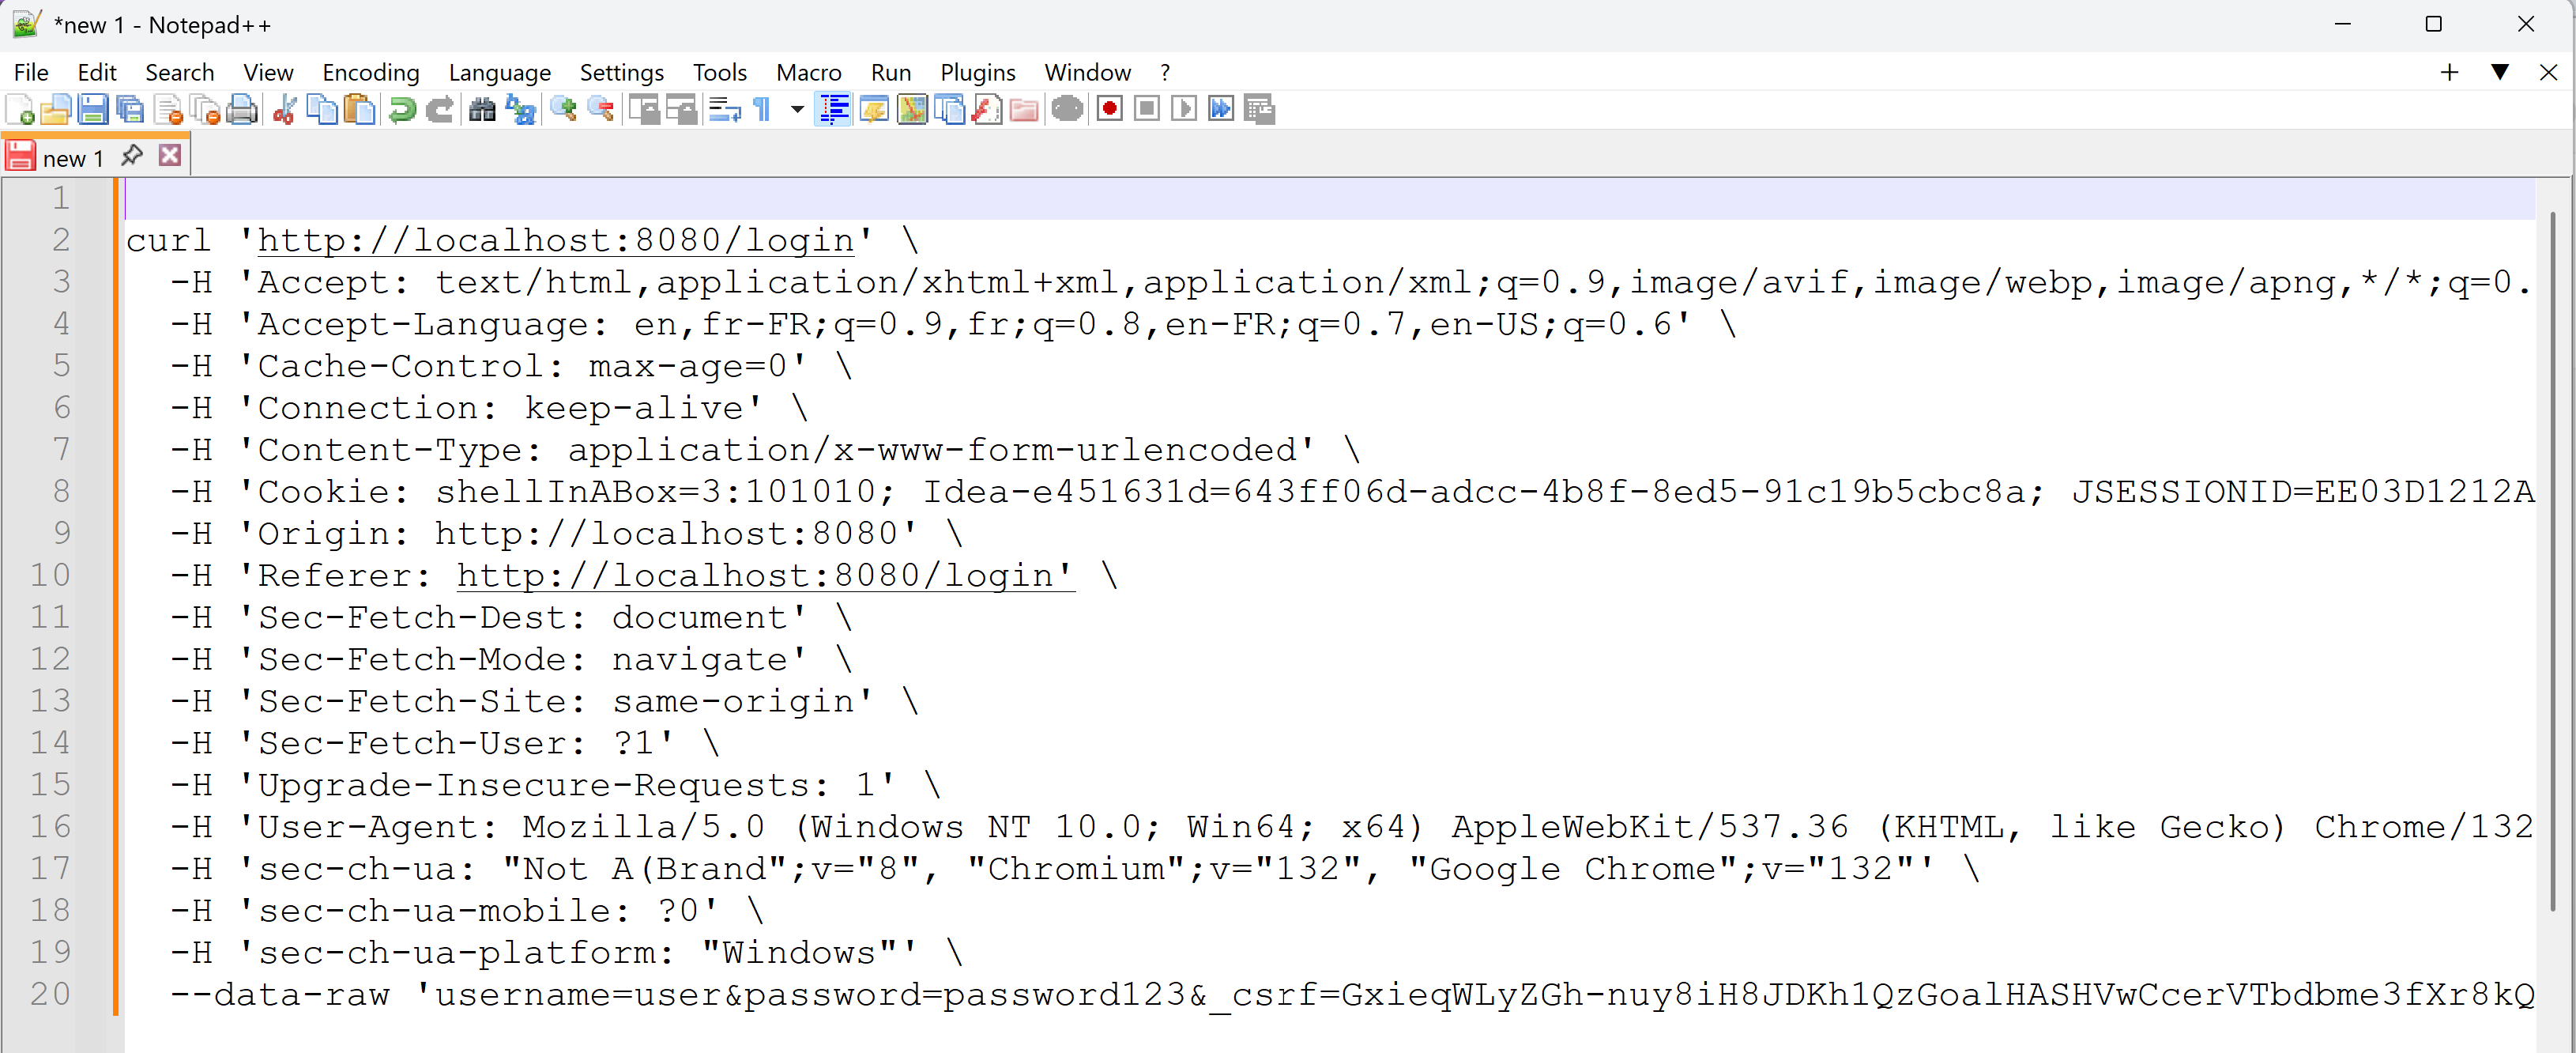 *new 1 - Notepad++
File Edit Search View Encoding Language Settings Tools Macro Run Plugins Window ?
new 1
1
2 curl 'http://localhost:8080/login' \
3 -H 'Accept: text/html,application/xhtml+xml,application/xml;q=0.9,image/avif,image/webp,image/apng,*/*;q=0.
4 -H 'Accept-Language: en,fr-FR;q=0.9,fr;q=0.8,en-FR;q=0.7,en-US;q=0.6' \
5 -H 'Cache-Control: max-age=0' \
6 -H 'Connection: keep-alive' \
7 -H 'Content-Type: application/x-www-form-urlencoded' \
8 -H 'Cookie: shellInABox=3:101010; Idea-e451631d=643ff06d-adcc-4b8f-8ed5-91c19b5cbc8a; JSESSIONID=EE03D1212A
9 -H 'Origin: http://localhost:8080' \
10 -H 'Referer: http://localhost:8080/login' \
11 -H 'Sec-Fetch-Dest: document' \
12 -H 'Sec-Fetch-Mode: navigate' \
13 -H 'Sec-Fetch-Site: same-origin' \
14 -H 'Sec-Fetch-User: ?1' \
15 -H 'Upgrade-Insecure-Requests: 1' \
16 -H 'User-Agent: Mozilla/5.0 (Windows NT 10.0; Win64; x64) AppleWebKit/537.36 (KHTML, like Gecko) Chrome/132
17 -H 'sec-ch-ua: "Not A(Brand";v="8", "Chromium";v="132", "Google Chrome";v="132"' \
18 -H 'sec-ch-ua-mobile: ?0' \
19 -H 'sec-ch-ua-platform: "Windows"' \
20 --data-raw 'username=user&password=password123&_csrf=GxieqWLyZGh-nuy8iH8JDKh1QzGoalHASHVwCcerVTbdbme3fXr8kQ